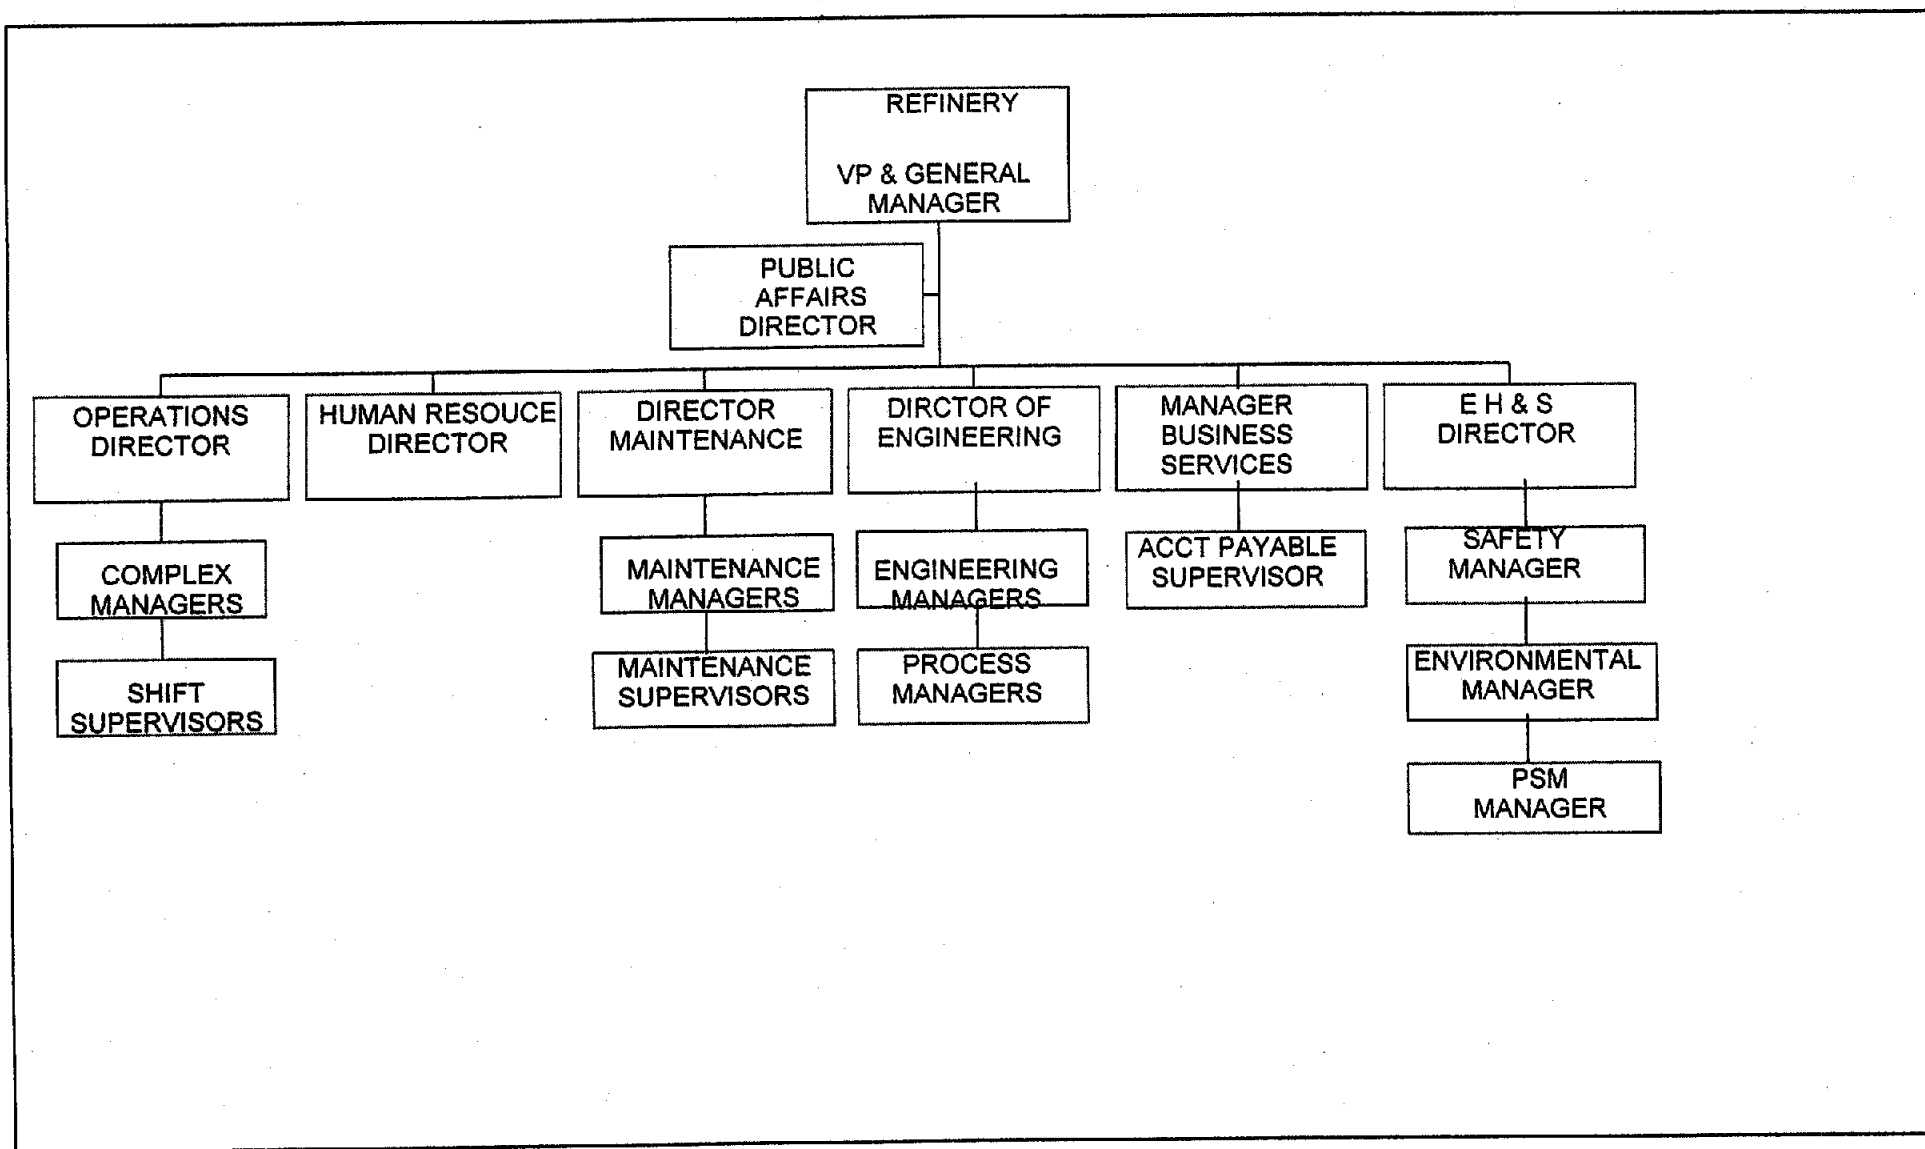 REFINERY
VP & GENERAL
MANAGER
PUBLIC
AFFAIRS
DIRECTOR
OPERATIONS
DIRECTOR
HUMAN RESOUCE
DIRECTOR
DIRECTOR
MAINTENANCE
DIRCTOR OF
ENGINEERING
MANAGER
BUSINESS
SERVICES
E H & S
DIRECTOR
COMPLEX
MANAGERS
MAINTENANCE
MANAGERS
ENGINEERING
MANAGERS
ACCT PAYABLE
SUPERVISOR
SAFETY
MANAGER
SHIFT
SUPERVISORS
MAINTENANCE
SUPERVISORS
PROCESS
MANAGERS
ENVIRONMENTAL
MANAGER
PSM
MANAGER